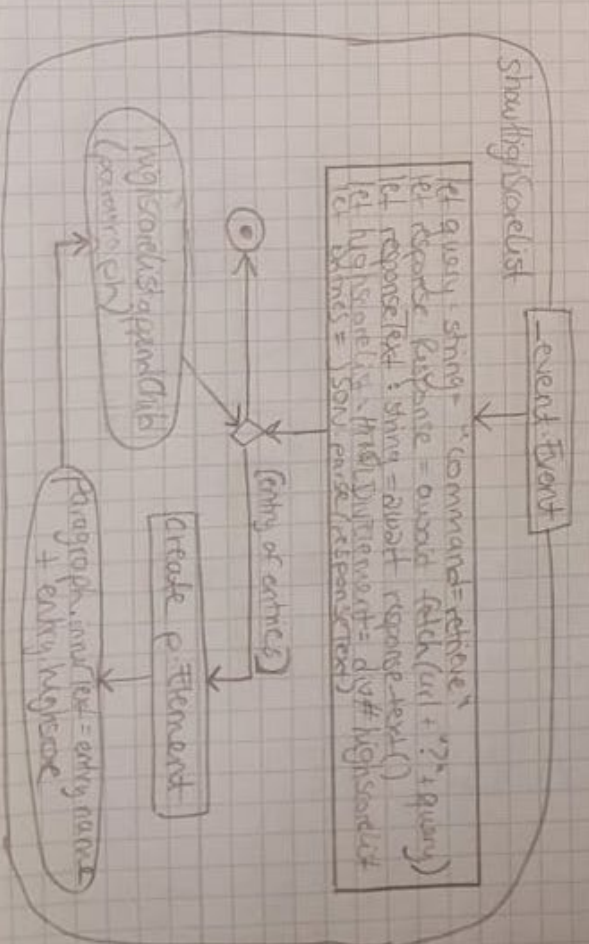 showHighScorelist
_event:Event
let query: string= "command=retrieve"
let response: Response = await fetch(url + "?" + query)
let responseText: string = await response.text()
let highscorelist: HTMLDivElement = div#highscorelist
let entries = JSON.parse(responseText)
[entry of entries]
create p-Element
paragraph.innerText = entry.name
+ entry.highscore
highscorelist.appendChild
(paragraph)